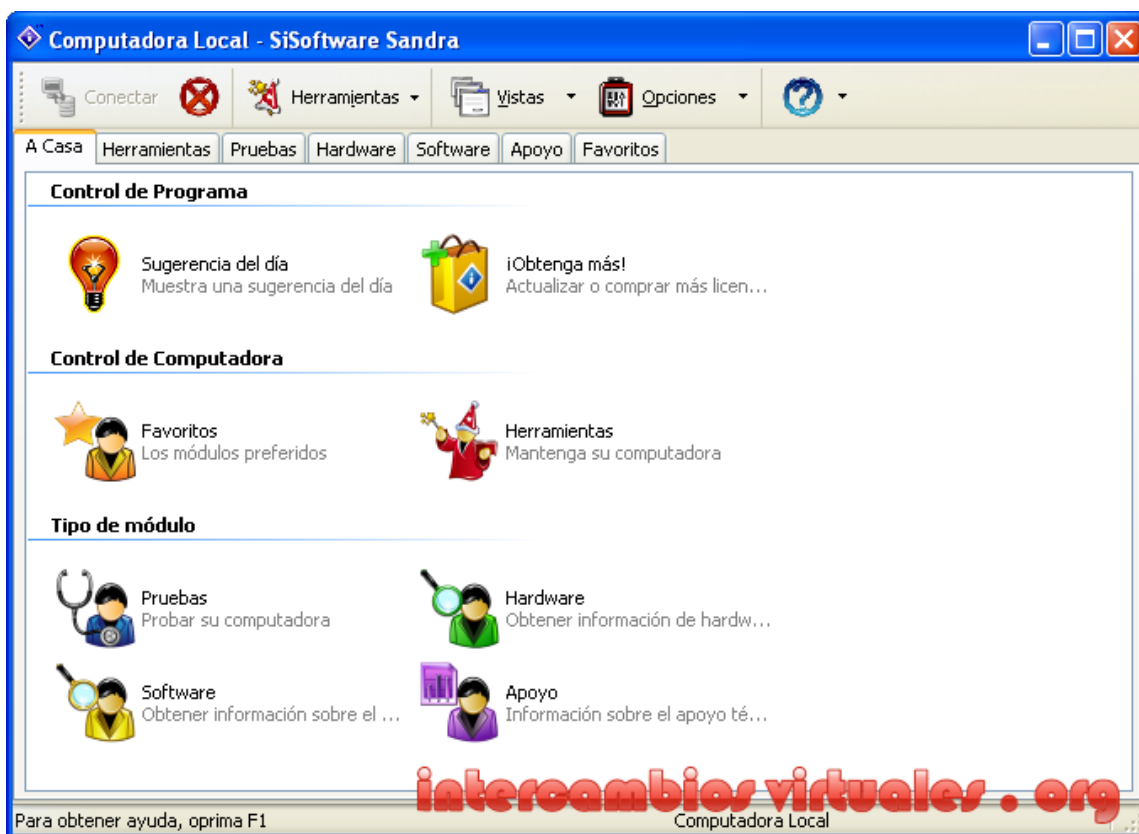 Computadora Local - SiSoftware Sandra
Conectar Herramientas Vistas Opciones
A Casa Herramientas Pruebas Hardware Software Apoyo Favoritos
Control de Programa
Sugerencia del día
Muestra una sugerencia del día
¡Obtenga más!
Actualizar o comprar más licen...
Control de Computadora
Favoritos
Los módulos preferidos
Herramientas
Mantenga su computadora
Tipo de módulo
Pruebas
Probar su computadora
Hardware
Obtener información de hardw...
Software
Obtener información sobre el ...
Apoyo
Información sobre el apoyo té...
intercambios virtuales . org
Para obtener ayuda, oprima F1 Computadora Local